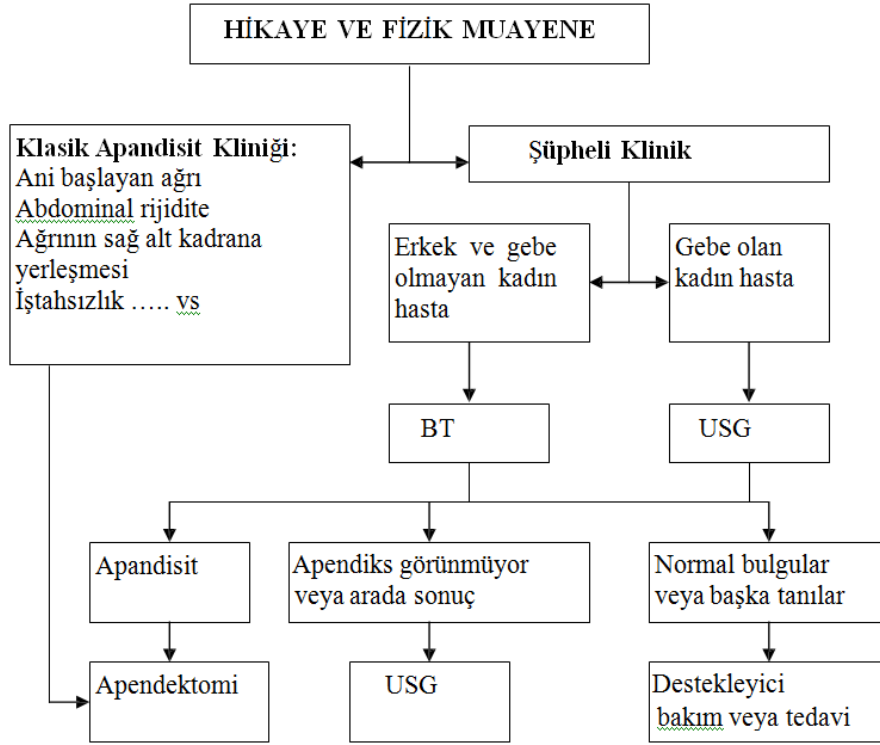 HİKAYE VE FİZİK MUAYENE
Klasik Apandisit Kliniği:
Ani başlayan ağrı
Abdominal rijidite
Ağrının sağ alt kadrana
yerleşmesi
İştahsızlık ….. vs
Şüpheli Klinik
Erkek ve gebe
olmayan kadın
hasta
Gebe olan
kadın hasta
BT
USG
Apandisit
Apendiks görünmüyor
veya arada sonuç
Normal bulgular
veya başka tanılar
Apendektomi
USG
Destekleyici
bakım veya tedavi